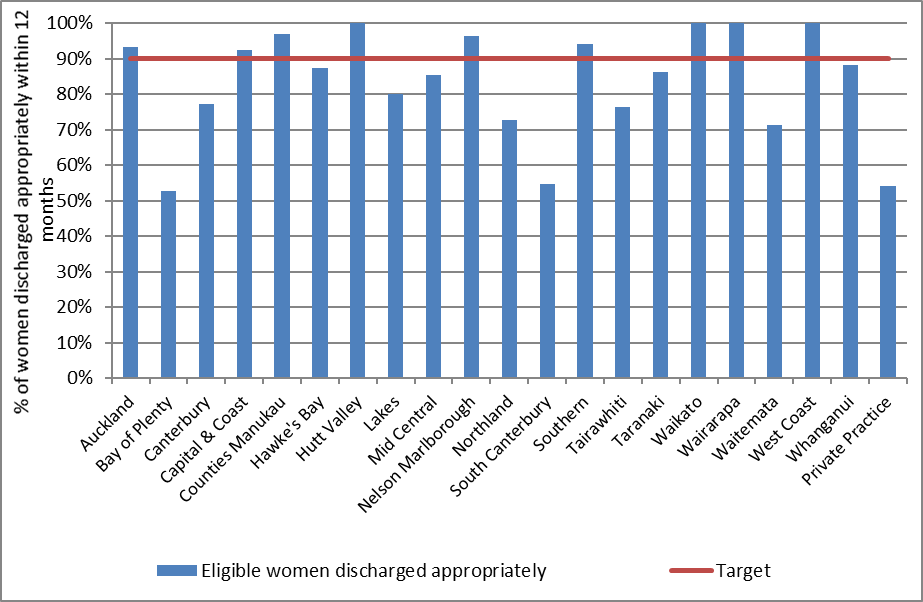 % of women discharged appropriately within 12
months
100%
90%
80%
70%
60%
50%
40%
30%
20%
10%
0%
Auckland
Bay of Plenty
Canterbury
Capital & Coast
Counties Manukau
Hawke's Bay
Hutt Valley
Lakes
Mid Central
Nelson Marlborough
Northland
South Canterbury
Southern
Tairawhiti
Taranaki
Waikato
Wairarapa
Waitemata
West Coast
Whanganui
Private Practice
Eligible women discharged appropriately
Target